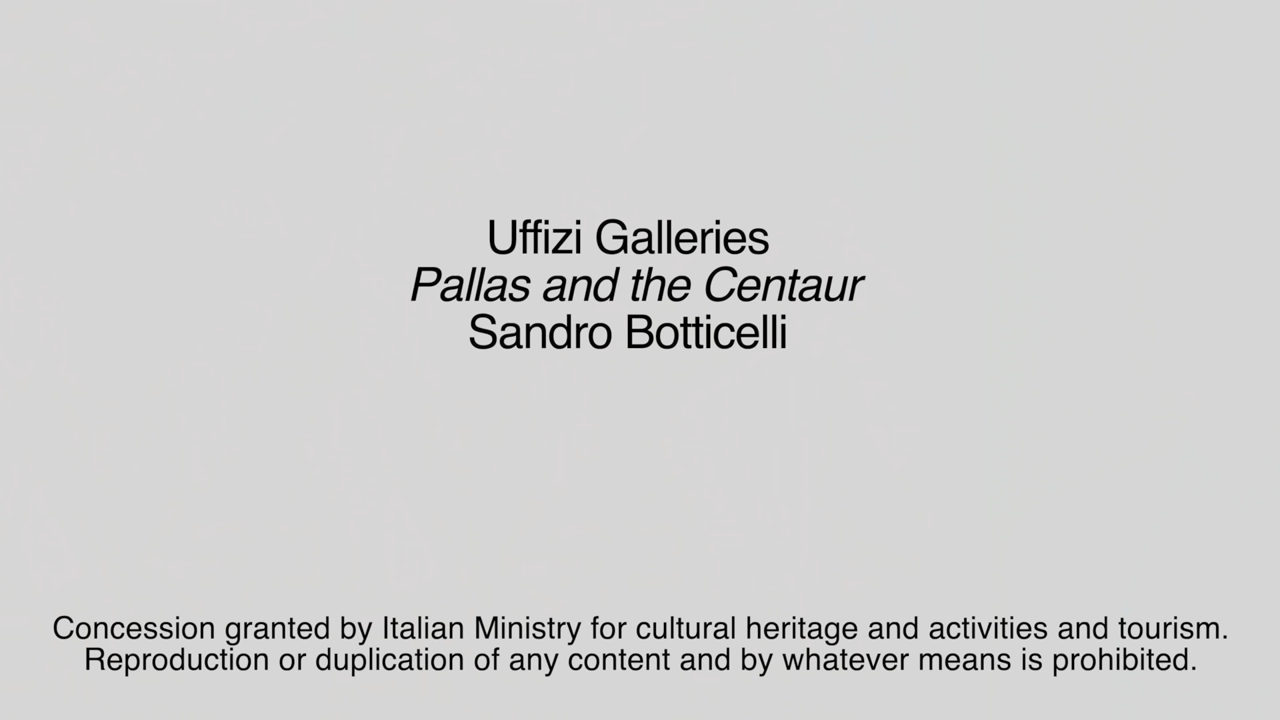 Uffizi Galleries
Pallas and the Centaur
Sandro Botticelli
Concession granted by Italian Ministry for cultural heritage and activities and tourism.
Reproduction or duplication of any content and by whatever means is prohibited.